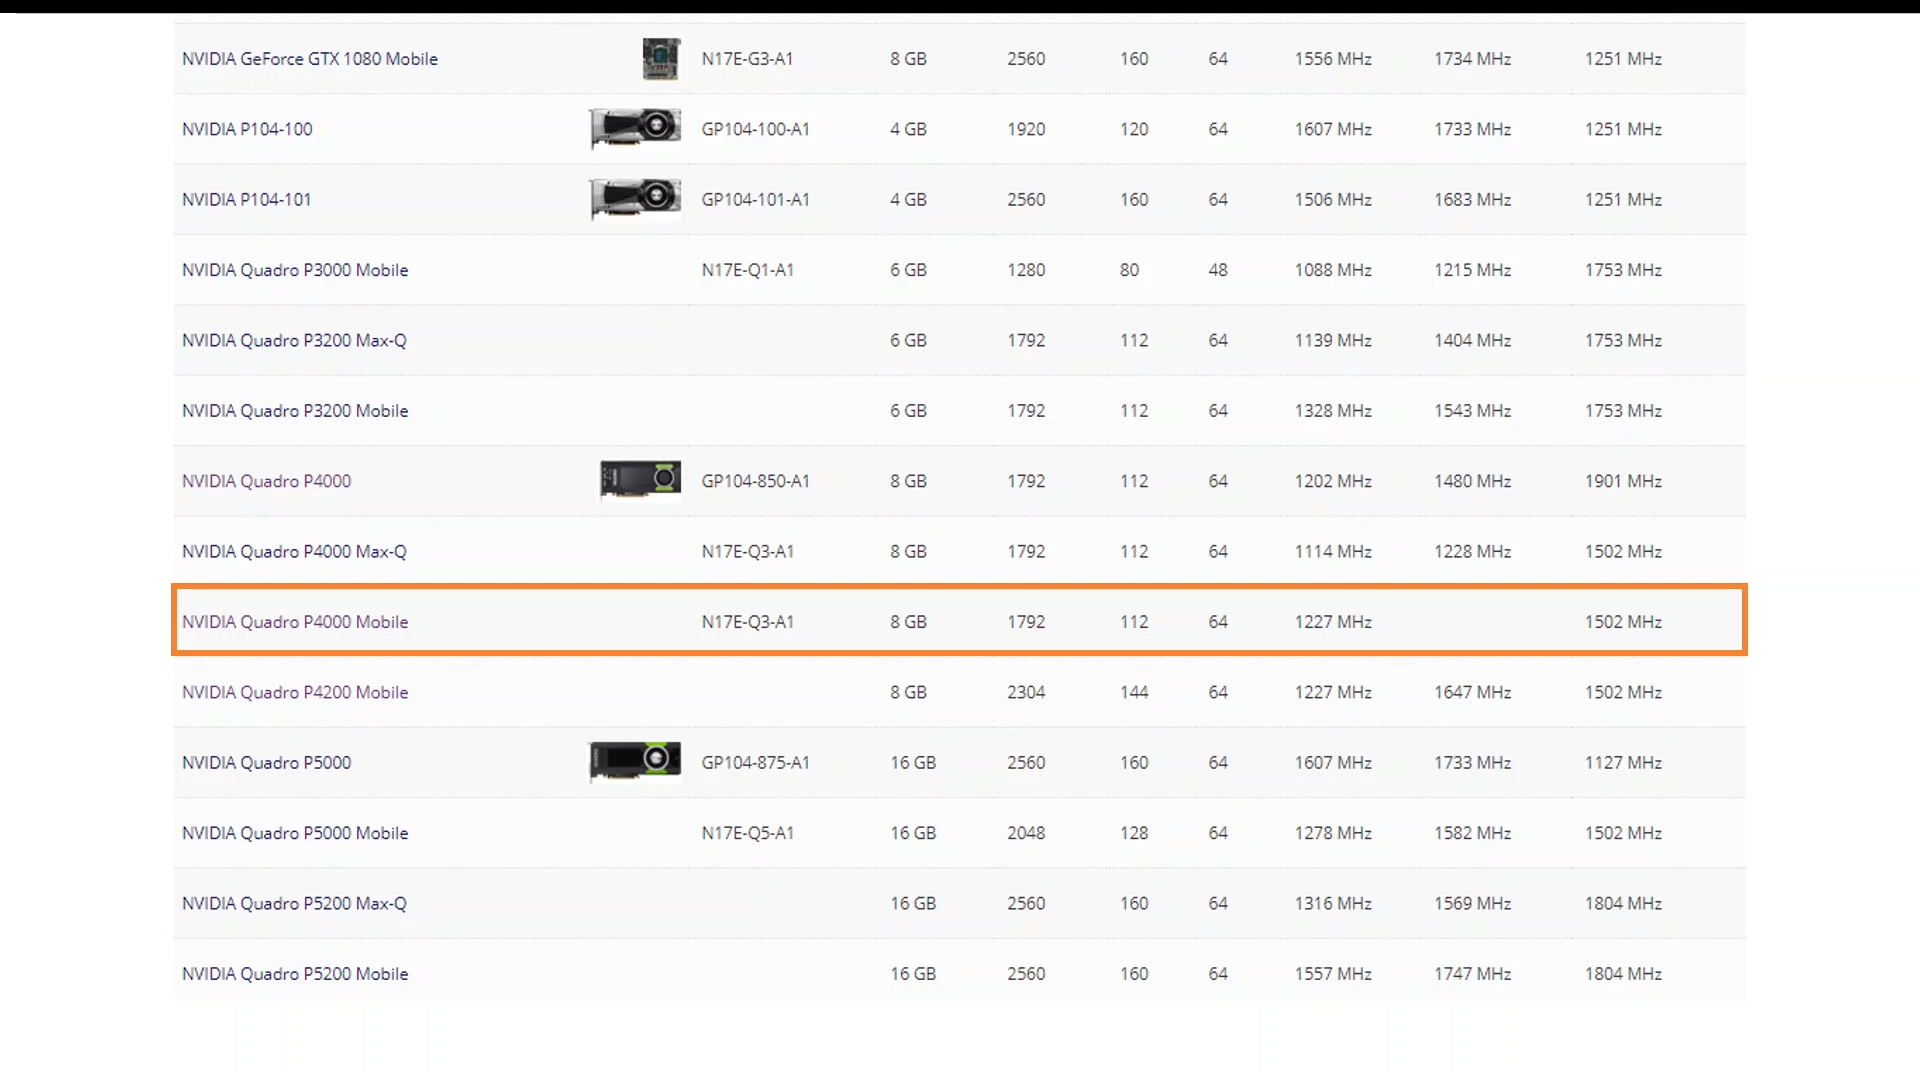 NVIDIA GeForce GTX 1080 Mobile N17E-G3-A1 8 GB 2560 160 64 1556 MHz 1734 MHz 1251 MHz
NVIDIA P104-100 GP104-100-A1 4 GB 1920 120 64 1607 MHz 1733 MHz 1251 MHz
NVIDIA P104-101 GP104-101-A1 4 GB 2560 160 64 1506 MHz 1683 MHz 1251 MHz
NVIDIA Quadro P3000 Mobile N17E-Q1-A1 6 GB 1280 80 48 1088 MHz 1215 MHz 1753 MHz
NVIDIA Quadro P3200 Max-Q 6 GB 1792 112 64 1139 MHz 1404 MHz 1753 MHz
NVIDIA Quadro P3200 Mobile 6 GB 1792 112 64 1328 MHz 1543 MHz 1753 MHz
NVIDIA Quadro P4000 GP104-850-A1 8 GB 1792 112 64 1202 MHz 1480 MHz 1901 MHz
NVIDIA Quadro P4000 Max-Q N17E-Q3-A1 8 GB 1792 112 64 1114 MHz 1228 MHz 1502 MHz
NVIDIA Quadro P4000 Mobile N17E-Q3-A1 8 GB 1792 112 64 1227 MHz 1502 MHz
NVIDIA Quadro P4200 Mobile 8 GB 2304 144 64 1227 MHz 1647 MHz 1502 MHz
NVIDIA Quadro P5000 GP104-875-A1 16 GB 2560 160 64 1607 MHz 1733 MHz 1127 MHz
NVIDIA Quadro P5000 Mobile N17E-Q5-A1 16 GB 2048 128 64 1278 MHz 1582 MHz 1502 MHz
NVIDIA Quadro P5200 Max-Q 16 GB 2560 160 64 1316 MHz 1569 MHz 1804 MHz
NVIDIA Quadro P5200 Mobile 16 GB 2560 160 64 1557 MHz 1747 MHz 1804 MHz